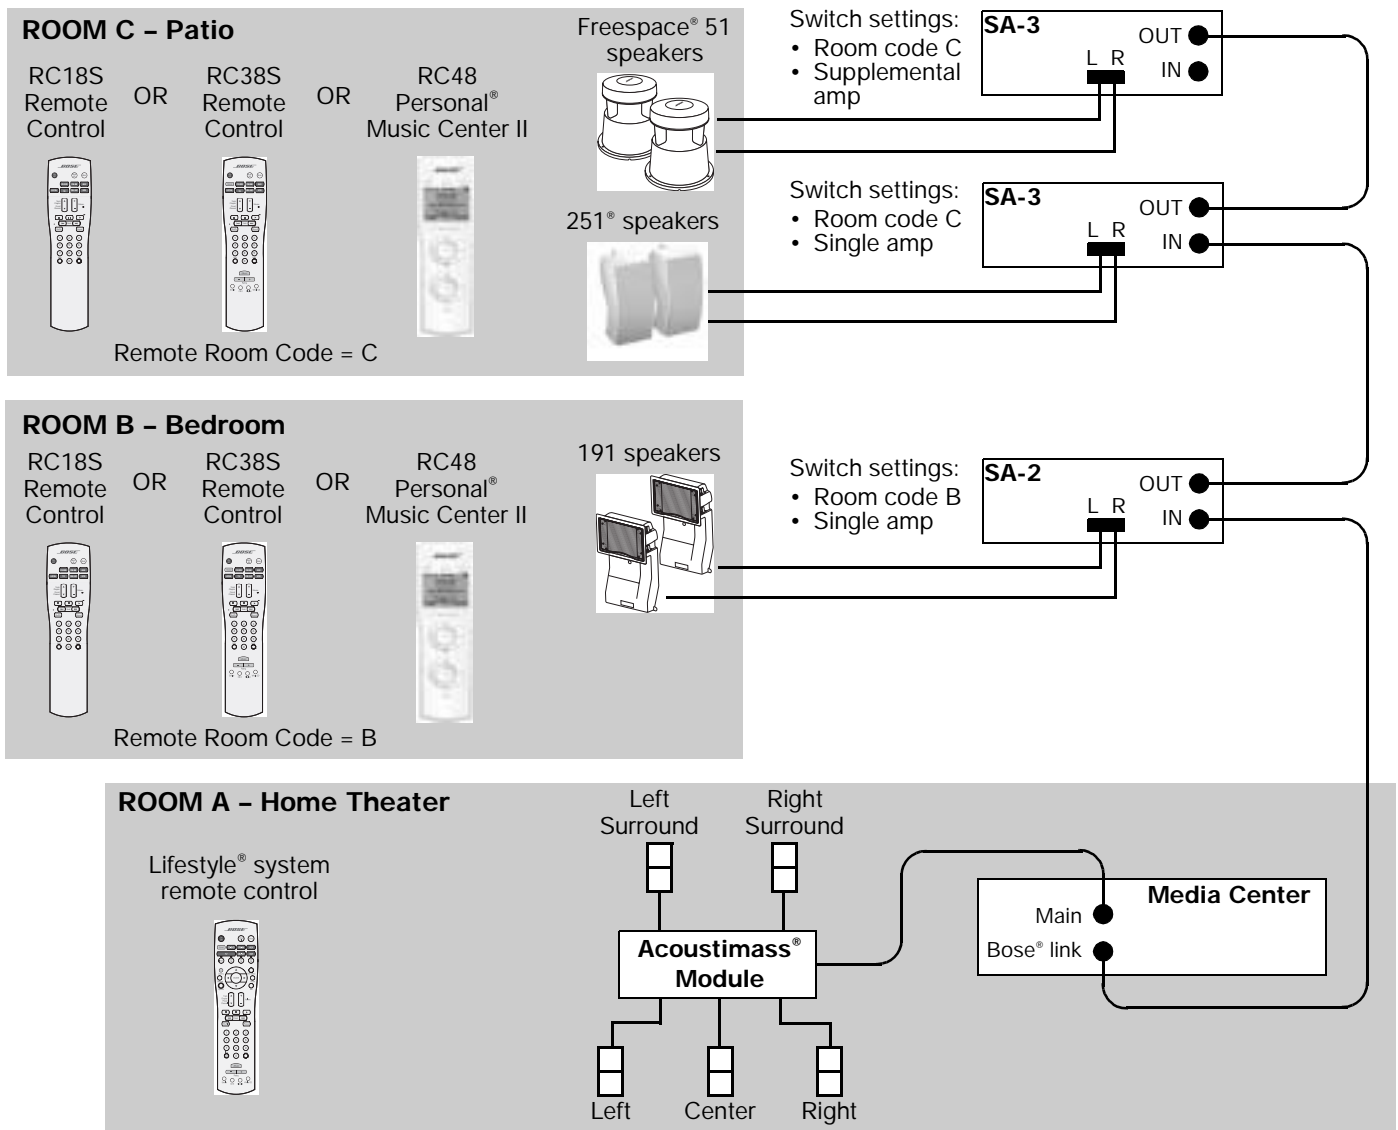 ROOM C – Patio
RC18S
Remote
Control
OR
RC38S
Remote
Control
OR
RC48
Personal®
Music Center II
Remote Room Code = C
Freespace® 51
speakers
251® speakers
Switch settings:
• Room code C
• Supplemental
amp
SA-3
L R
OUT
IN
Switch settings:
• Room code C
• Single amp
SA-3
L R
OUT
IN
ROOM B – Bedroom
RC18S
Remote
Control
OR
RC38S
Remote
Control
OR
RC48
Personal®
Music Center II
Remote Room Code = B
191 speakers
Switch settings:
• Room code B
• Single amp
SA-2
L R
OUT
IN
ROOM A – Home Theater
Lifestyle® system
remote control
Left
Surround
Right
Surround
Acoustimass®
Module
Left
Center
Right
Media Center
Main
Bose® link